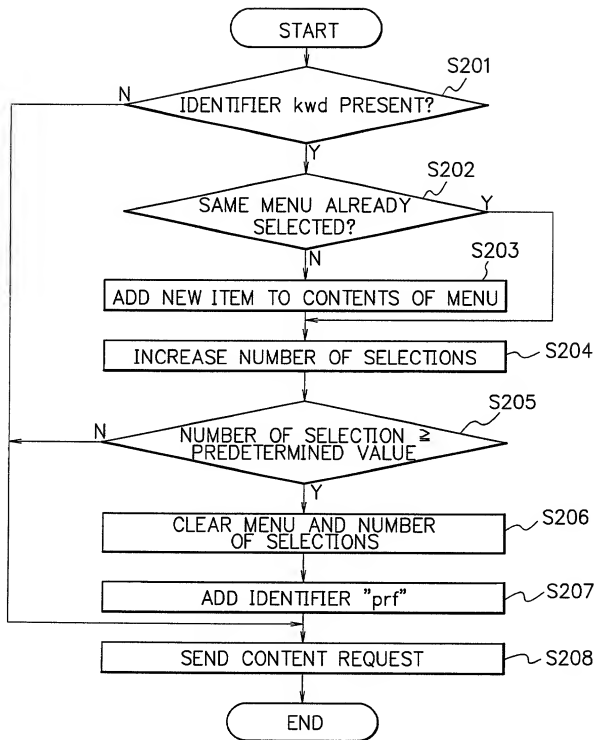 START
S201
N
IDENTIFIER kwd PRESENT?
Y
S202
Y
SAME MENU ALREADY
SELECTED?
N
S203
ADD NEW ITEM TO CONTENTS OF MENU
INCREASE NUMBER OF SELECTIONS
S204
S205
N
NUMBER OF SELECTION ≧
PREDETERMINED VALUE
Y
CLEAR MENU AND NUMBER
OF SELECTIONS
S206
ADD IDENTIFIER "prf"
S207
SEND CONTENT REQUEST
S208
END